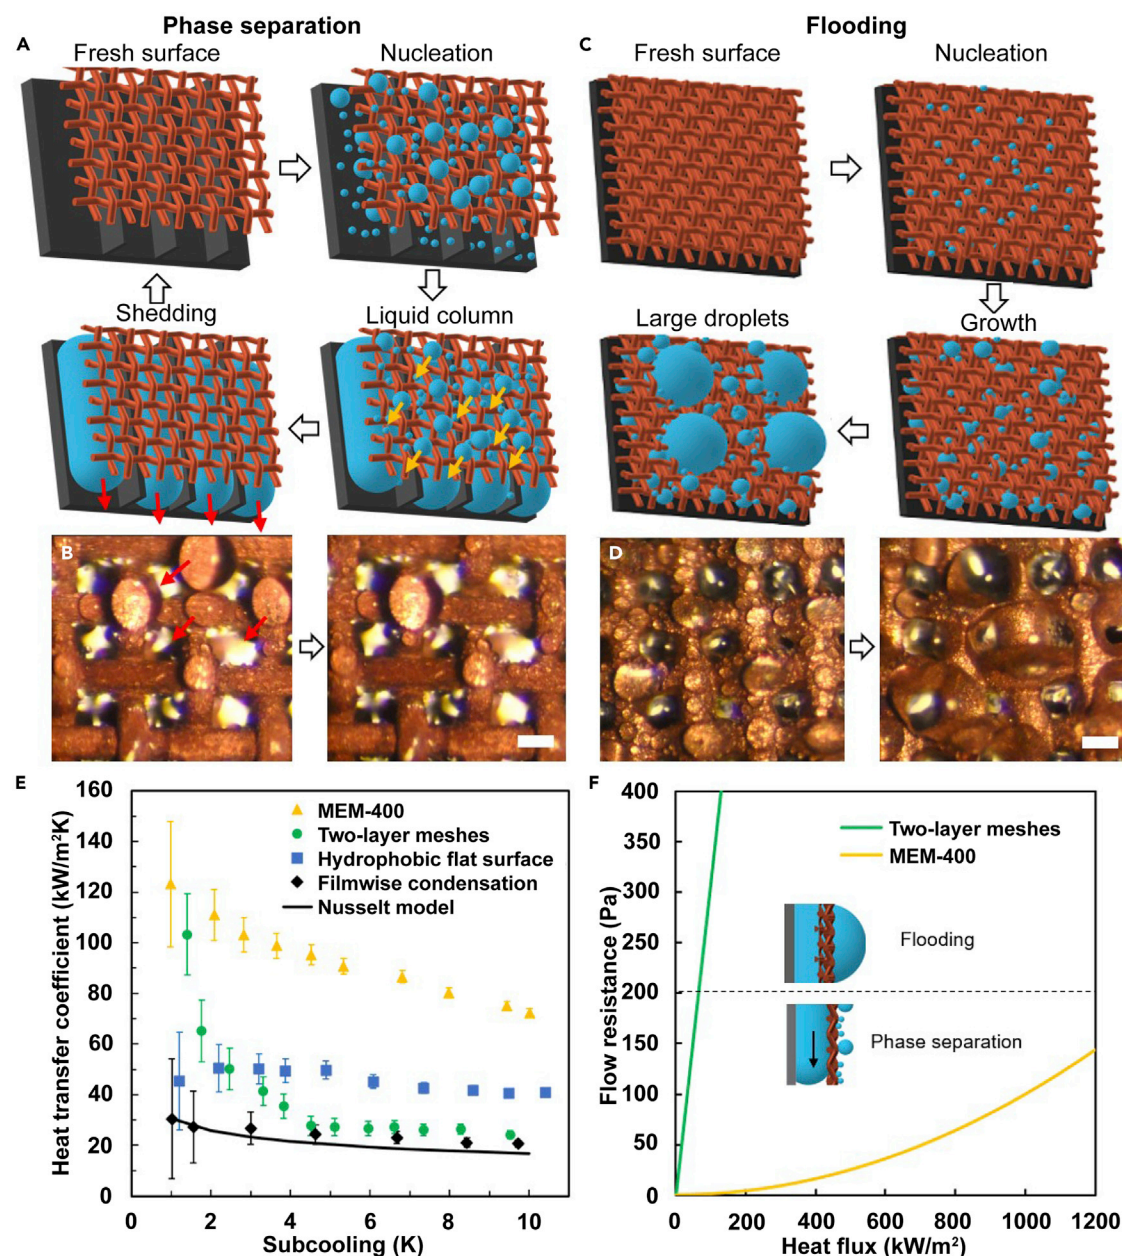 Phase separation
Flooding
A
Fresh surface
Nucleation
C
Fresh surface
Nucleation
Shedding
Liquid column
Large droplets
Growth
B
D
E
160
140
120
100
80
60
40
20
0
Heat transfer coefficient (kW/m²K)
MEM-400
Two-layer meshes
Hydrophobic flat surface
Filmwise condensation
Nusselt model
0 2 4 6 8 10
Subcooling (K)
F
400
350
300
250
200
150
100
50
0
Flow resistance (Pa)
Two-layer meshes
MEM-400
Flooding
Phase separation
0 200 400 600 800 1000 1200
Heat flux (kW/m²)